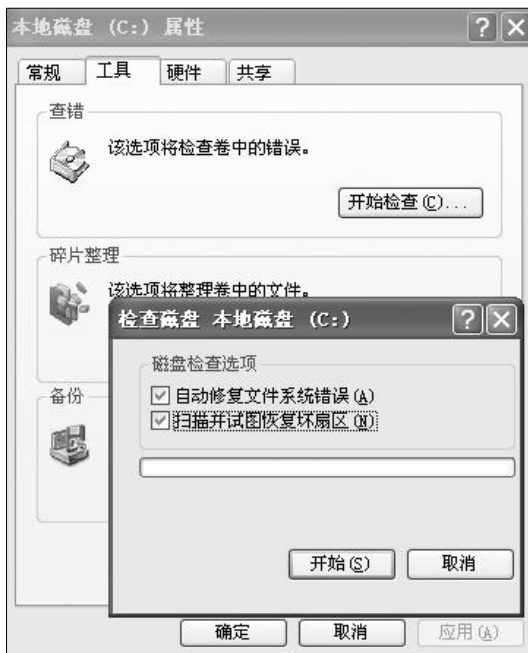 本地磁盘 (C:) 属性
常规 工具 硬件 共享
查错
该选项将检查卷中的错误。
开始检查(C)...
碎片整理
该选项将整理卷中的文件。
检查磁盘 本地磁盘 (C:)
磁盘检查选项
自动修复文件系统错误(A)
扫描并试图恢复坏扇区(N)
备份
开始(S) 取消
确定 取消 应用(A)